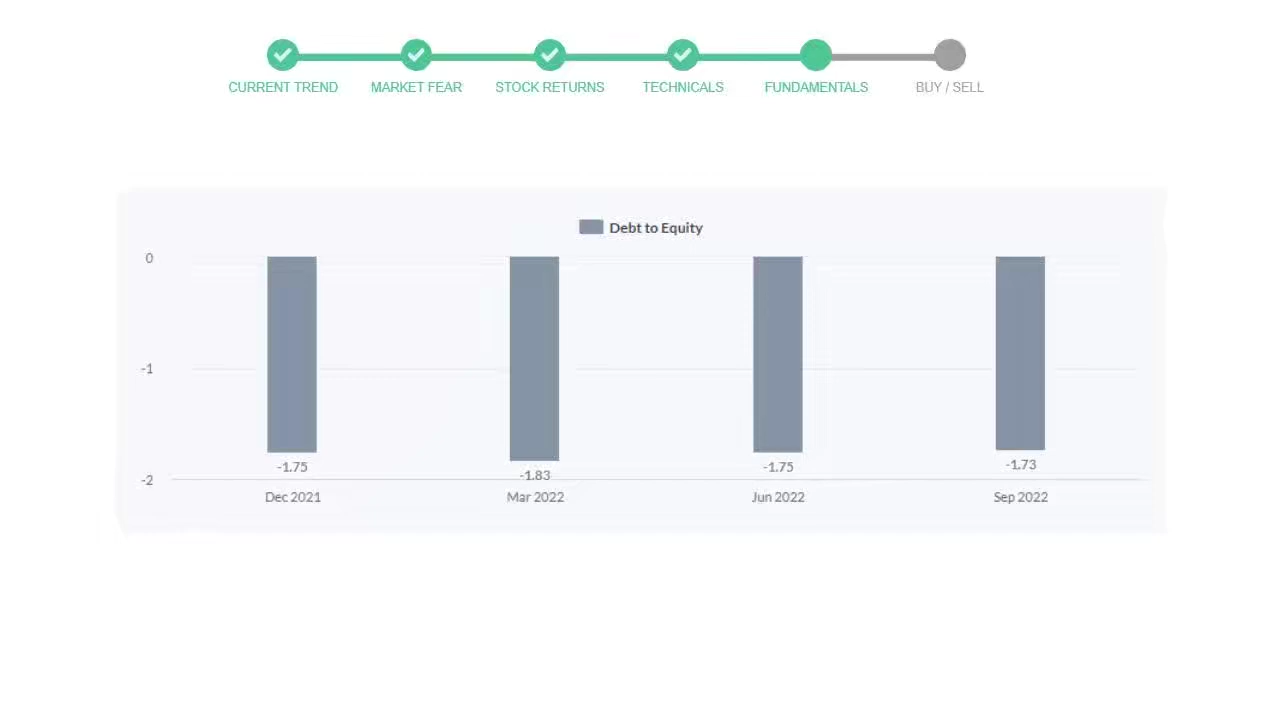 CURRENT TREND MARKET FEAR STOCK RETURNS TECHNICALS FUNDAMENTALS BUY / SELL
Debt to Equity
0
-1
-2
-1.75 -1.83 -1.75 -1.73
Dec 2021 Mar 2022 Jun 2022 Sep 2022